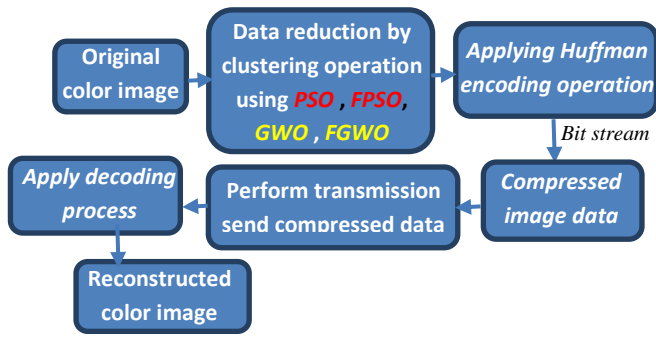 Original
color image
Data reduction by
clustering operation
using PSO , FPSO,
GWO , FGWO
Applying Huffman
encoding operation
Bit stream
Compressed
image data
Perform transmission
send compressed data
Apply decoding
process
Reconstructed
color image